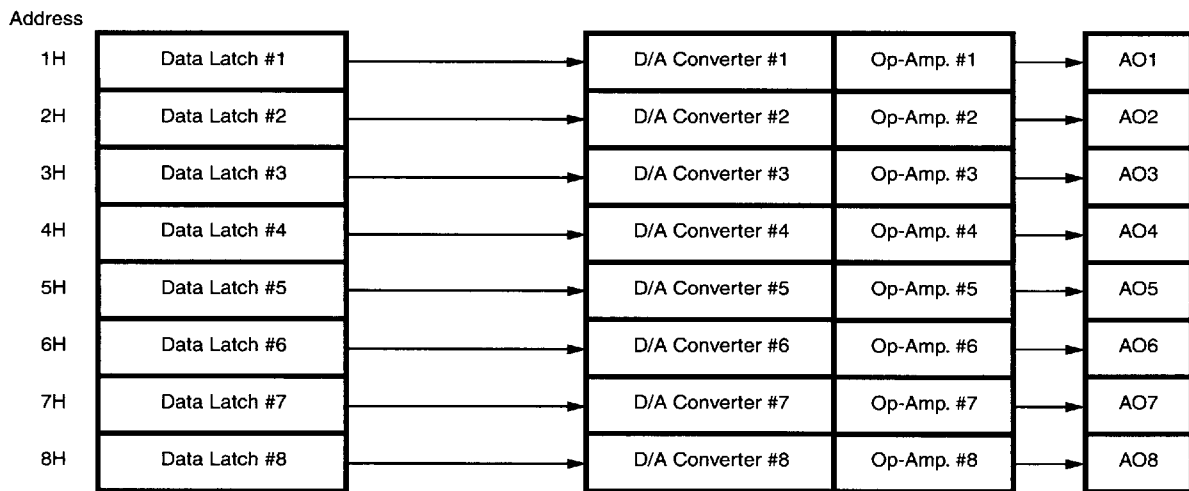 Address
1H Data Latch #1 D/A Converter #1 Op-Amp. #1 AO1
2H Data Latch #2 D/A Converter #2 Op-Amp. #2 AO2
3H Data Latch #3 D/A Converter #3 Op-Amp. #3 AO3
4H Data Latch #4 D/A Converter #4 Op-Amp. #4 AO4
5H Data Latch #5 D/A Converter #5 Op-Amp. #5 AO5
6H Data Latch #6 D/A Converter #6 Op-Amp. #6 AO6
7H Data Latch #7 D/A Converter #7 Op-Amp. #7 AO7
8H Data Latch #8 D/A Converter #8 Op-Amp. #8 AO8